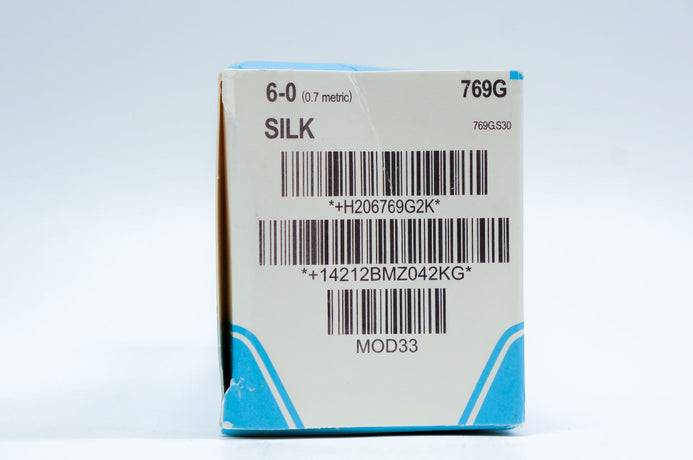 6-0 (0.7 metric) 769G
SILK 769G.S30
*+H206769G2K*
*+14212BMZ042KG*
MOD33